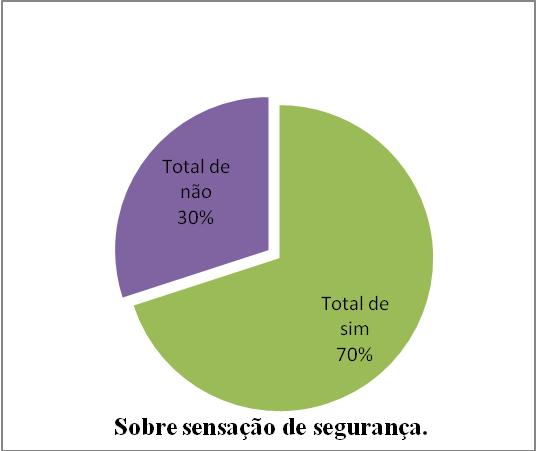 Total de
não
30%
Total de
sim
70%
Sobre sensação de segurança.